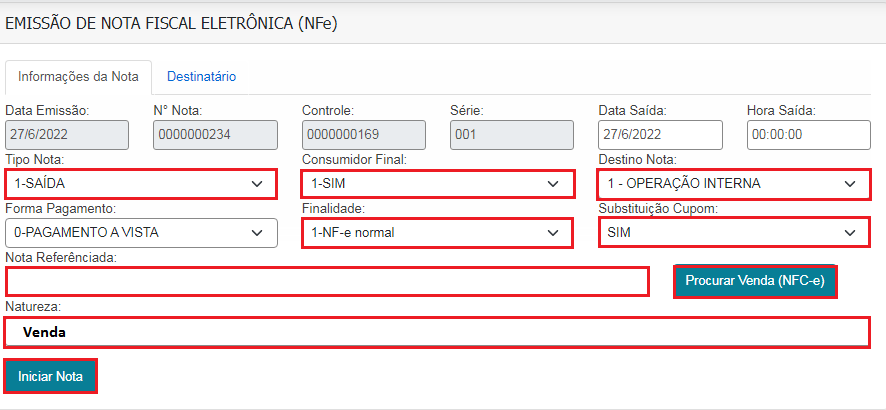 EMISSÃO DE NOTA FISCAL ELETRÔNICA (NFe)
Informações da Nota Destinatário
Data Emissão: N° Nota: Controle: Série: Data Saída: Hora Saída:
27/6/2022 0000000234 0000000169 001 27/6/2022 00:00:00
Tipo Nota: Consumidor Final: Destino Nota:
1-SAÍDA 1-SIM 1 - OPERAÇÃO INTERNA
Forma Pagamento: Finalidade: Substituição Cupom:
0-PAGAMENTO A VISTA 1-NF-e normal SIM
Nota Referênciada:
Procurar Venda (NFC-e)
Natureza:
Venda
Iniciar Nota